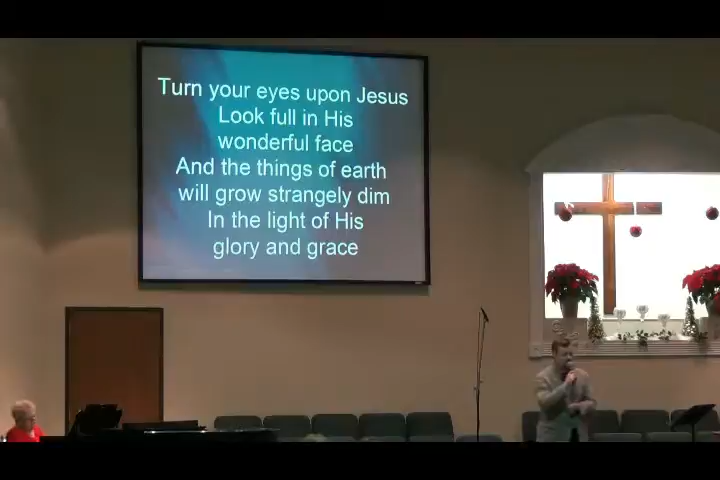 Turn your eyes upon Jesus
Look full in His
wonderful face
And the things of earth
will grow strangely dim
In the light of His
glory and grace